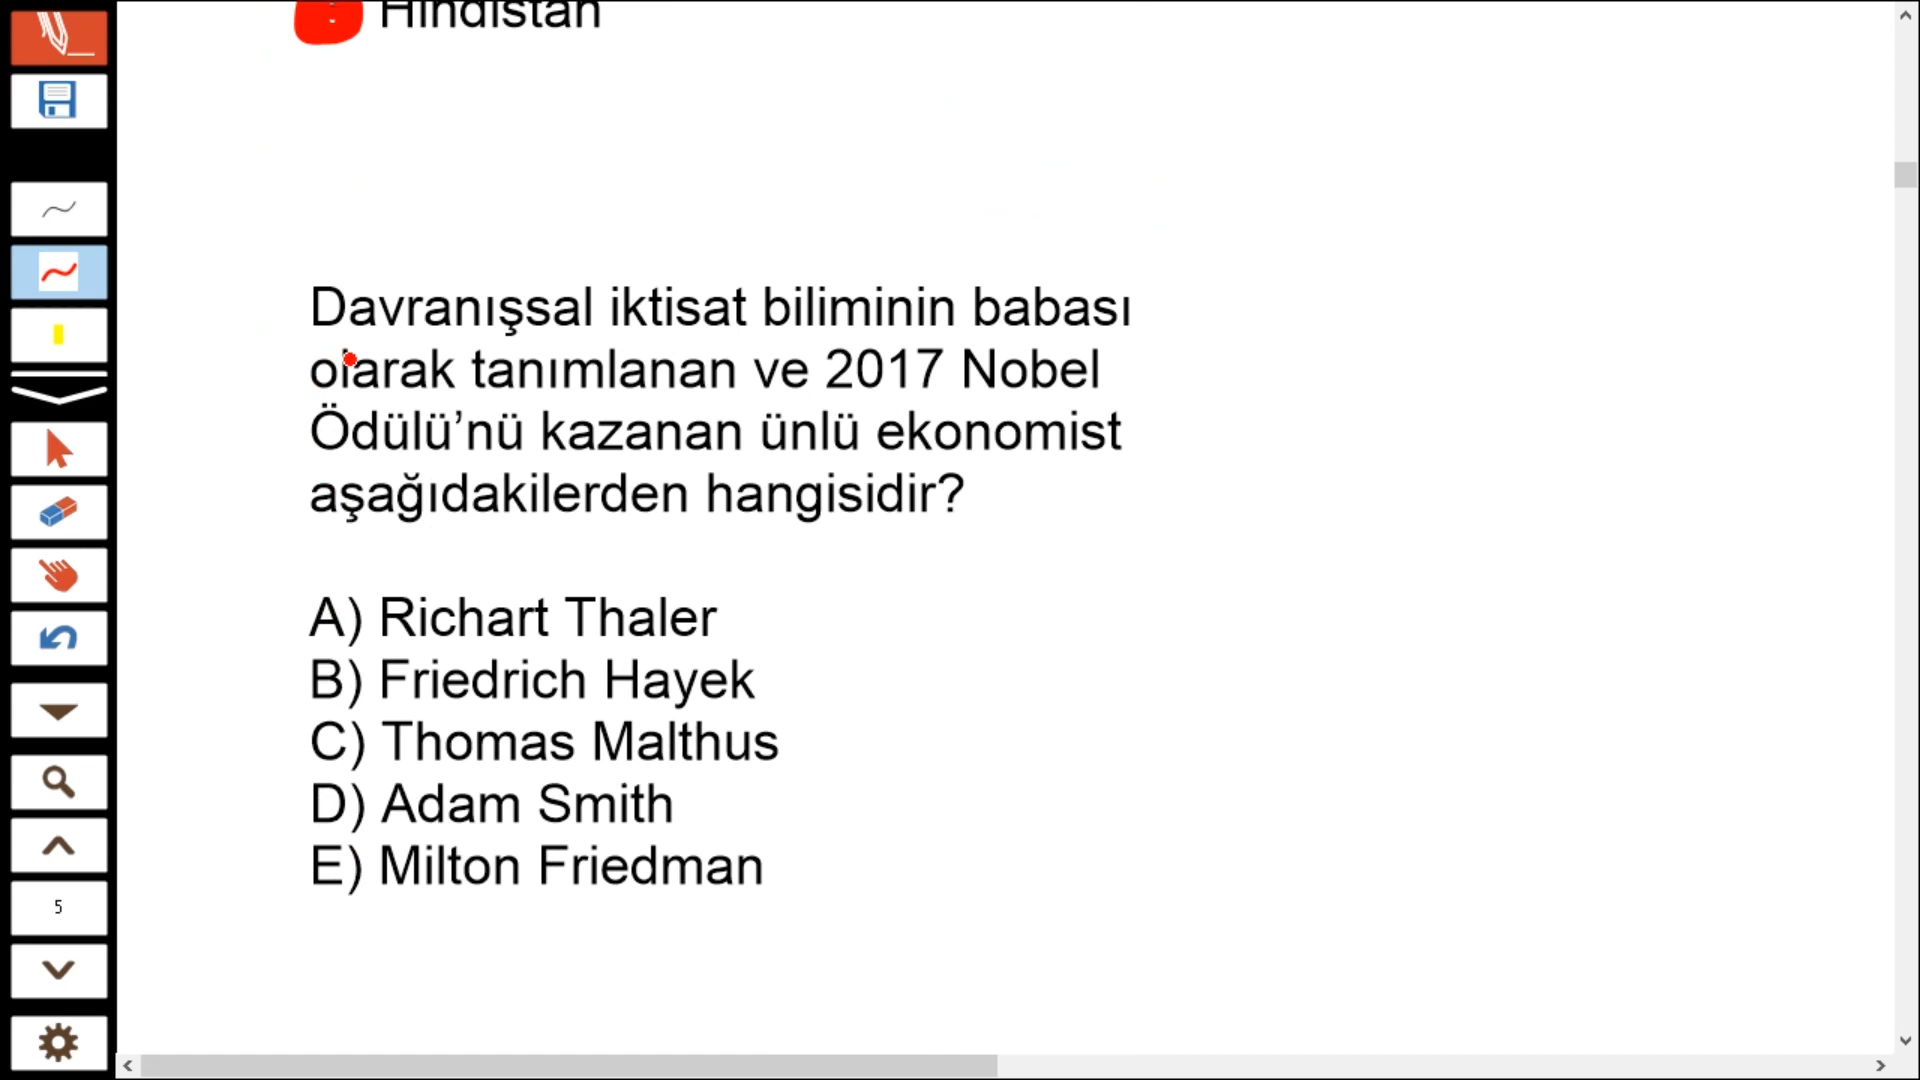 Hindistan
Davranışsal iktisat biliminin babası
olarak tanımlanan ve 2017 Nobel
Ödülü’nü kazanan ünlü ekonomist
aşağıdakilerden hangisidir?
A) Richart Thaler
B) Friedrich Hayek
C) Thomas Malthus
D) Adam Smith
E) Milton Friedman
5